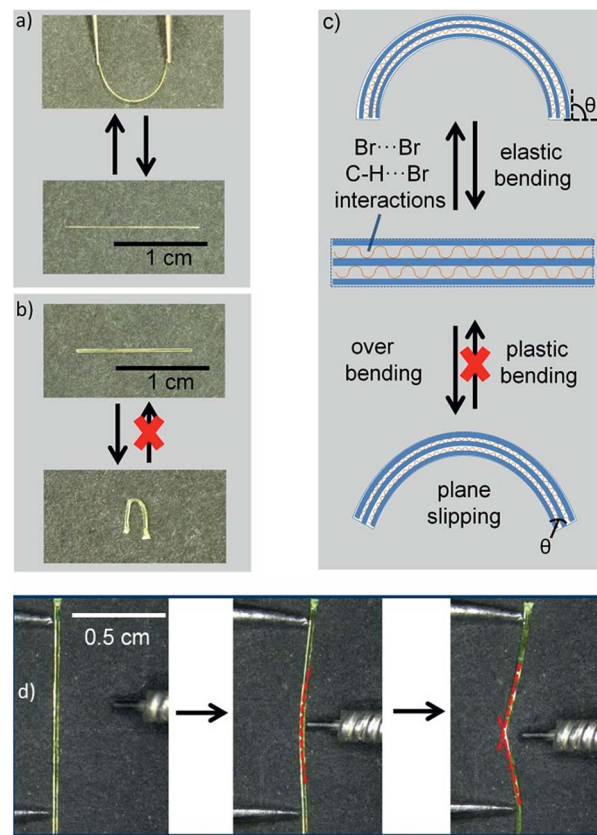 a)
1 cm
b)
1 cm
c)
θ
Br···Br
C-H···Br
interactions
elastic
bending
over
bending
plastic
bending
plane
slipping
θ
0.5 cm
d)